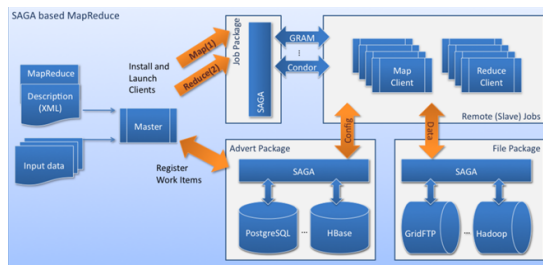 SAGA based MapReduce
MapReduce
Description
(XML)
Input data
Master
Install and
Launch
Clients
Map(1)
Reduce(2)
Register
Work Items
Job Package
SAGA
GRAM
...
Condor
Map
Client
Reduce
Client
Remote (Slave) Jobs
Config
Data
Advert Package
SAGA
PostgreSQL
...
HBase
File Package
SAGA
GridFTP
...
Hadoop